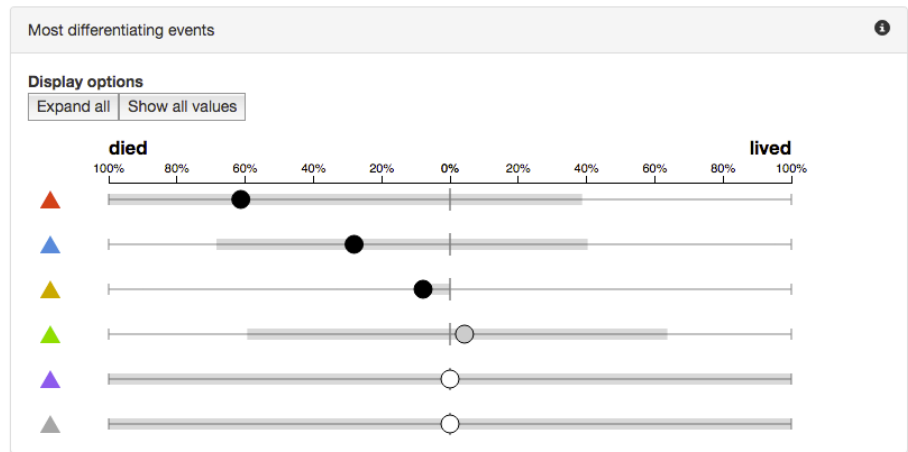 Most differentiating events
Display options
Expand all Show all values
died lived
100% 80% 60% 40% 20% 0% 20% 40% 60% 80% 100%